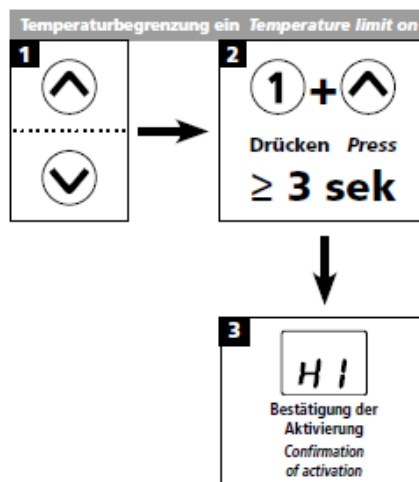 Temperaturbegrenzung ein Temperature limit on
1
2
1 +
Drücken Press
≥ 3 sek
3
HI
Bestätigung der
Aktivierung
Confirmation
of activation